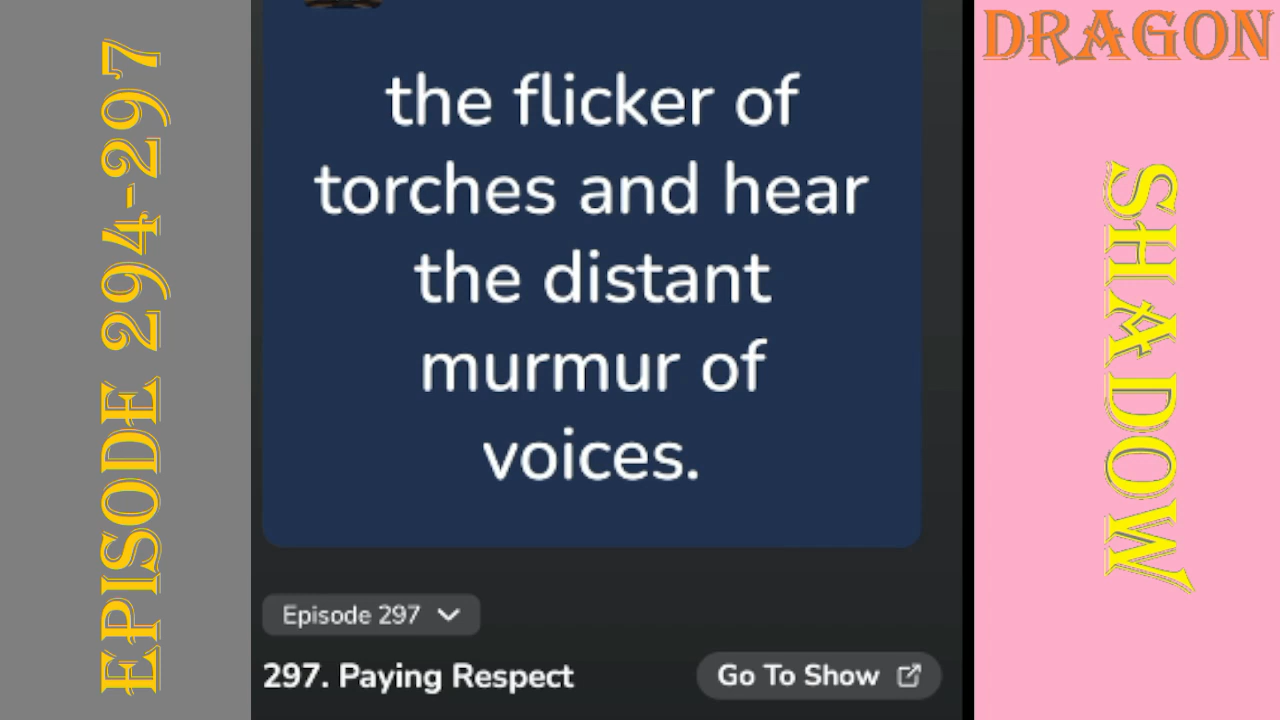 EPISODE 294-297
the flicker of
torches and hear
the distant
murmur of
voices.
Episode 297
297. Paying Respect
Go To Show
DRAGON
SHADOW